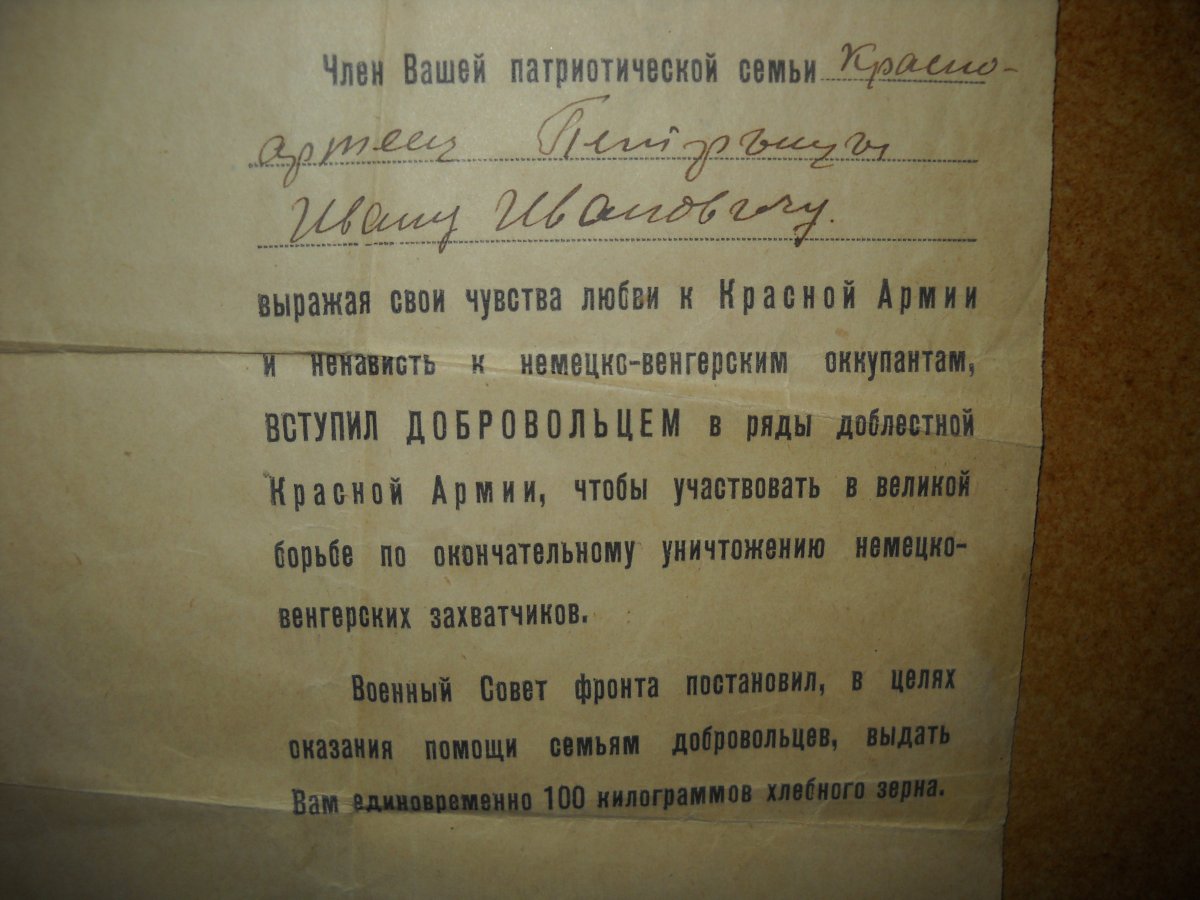 Член Вашей патриотической семьи Красно-
армеец
Ивану Ивановичу.
выражая свои чувства любви к Красной Армии
и ненависть к немецко-венгерским оккупантам,
ВСТУПИЛ ДОБРОВОЛЬЦЕМ в ряды доблестной
Красной Армии, чтобы участвовать в великой
борьбе по окончательному уничтожению немецко-
венгерских захватчиков.
Военный Совет фронта постановил, в целях
оказания помощи семьям добровольцев, выдать
Вам единовременно 100 килограммов хлебного зерна.